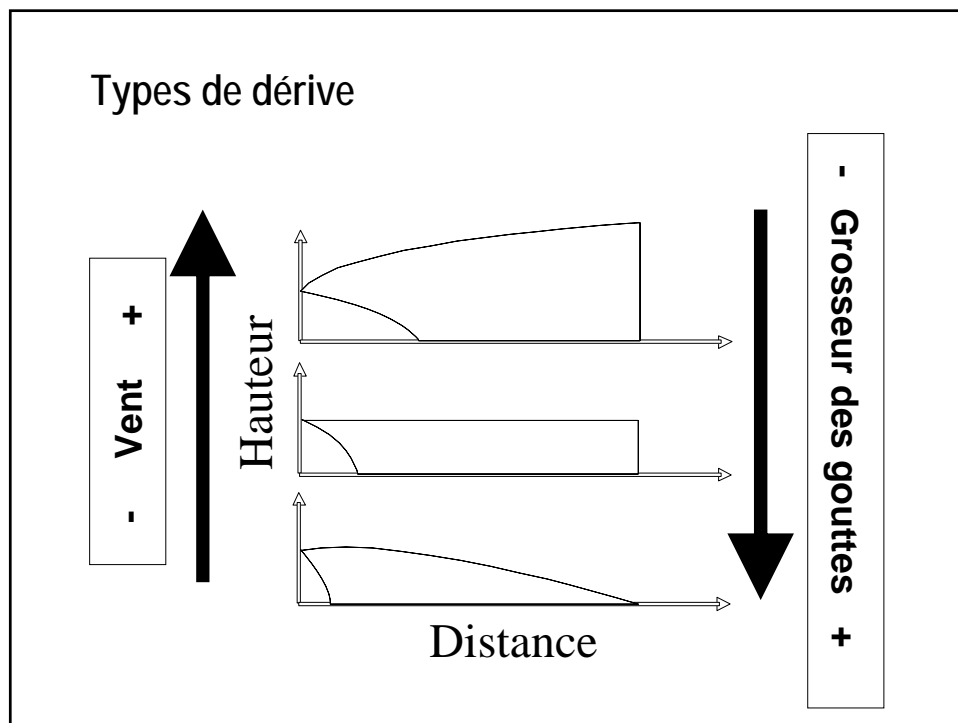 Types de dérive
- Vent +
Hauteur
Distance
- Grosseur des gouttes +